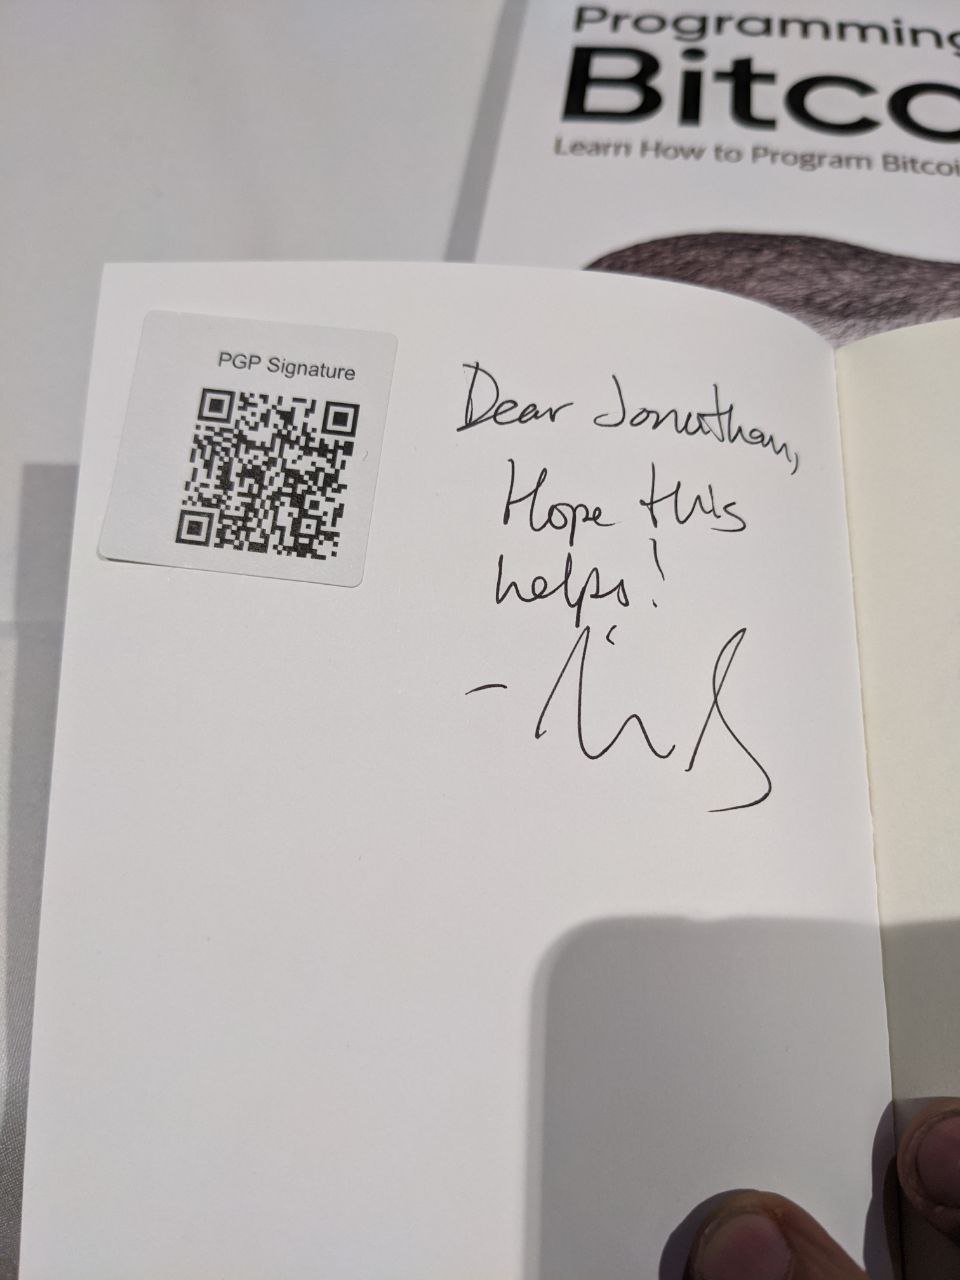 Programming
Bitco
Learn How to Program Bitcoi
PGP Signature
Dear Jonathan,
Hope this
helps!